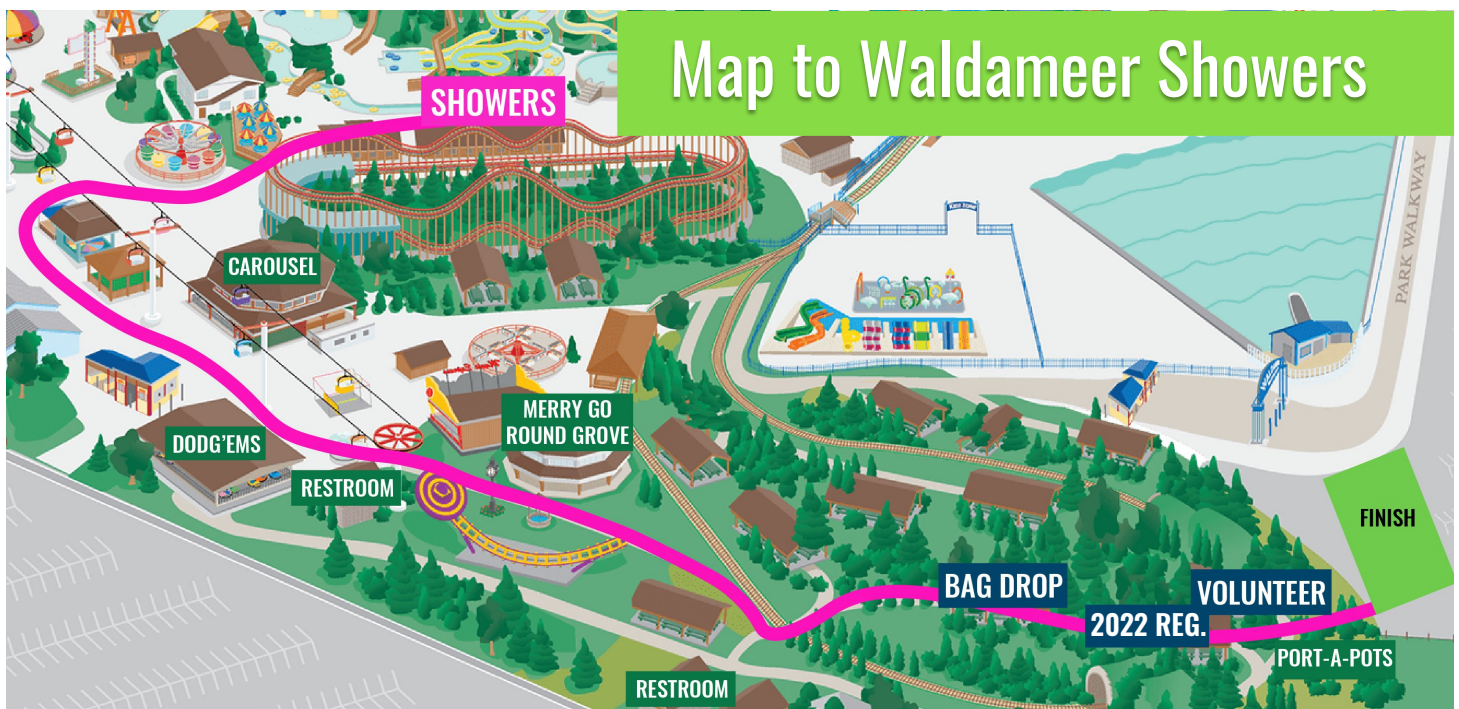 Map to Waldameer Showers
SHOWERS
PARK WALKWAY
CAROUSEL
MERRY GO
ROUND GROVE
DODG'EMS
RESTROOM
FINISH
BAG DROP
VOLUNTEER
2022 REG.
PORT-A-POTS
RESTROOM